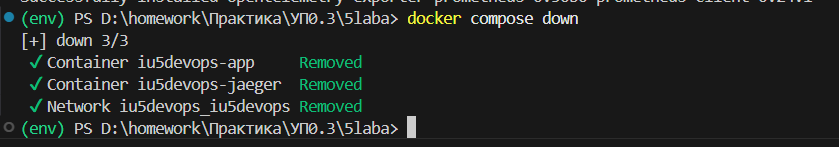 (env) PS D:\homework\Практика\УП0.3\5laba> docker compose down
[+] down 3/3
✓ Container iu5devops-app Removed
✓ Container iu5devops-jaeger Removed
✓ Network iu5devops_iu5devops Removed
(env) PS D:\homework\Практика\УП0.3\5laba>